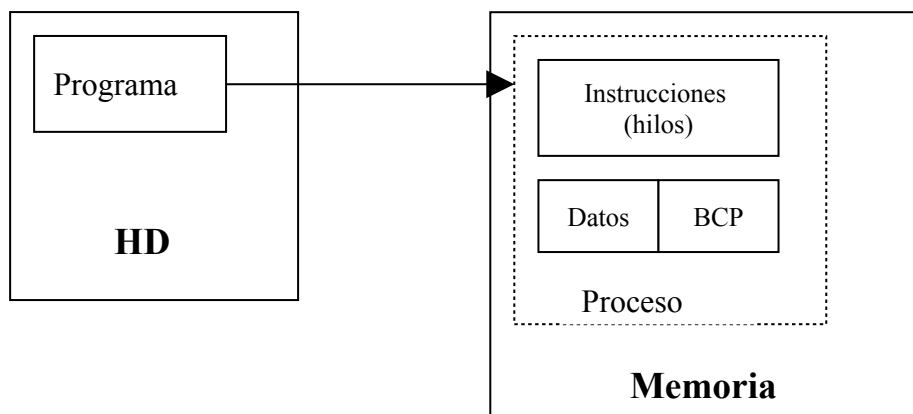 Programa
HD
Instrucciones
(hilos)
Datos
BCP
Proceso
Memoria